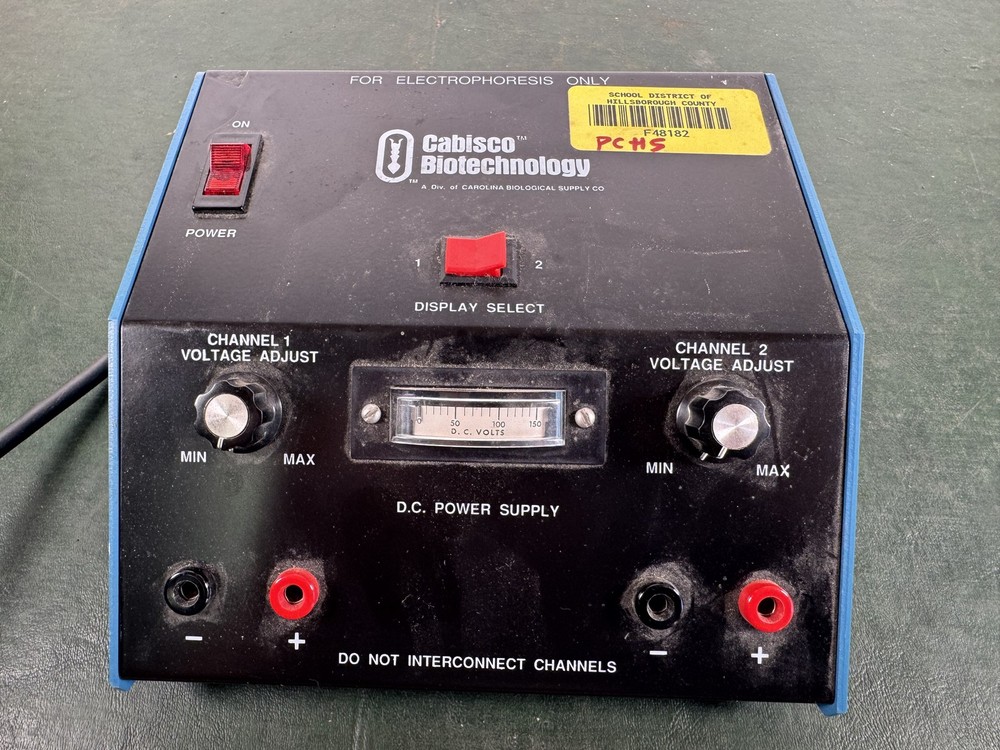 FOR ELECTROPHORESIS ONLY
SCHOOL DISTRICT OF
HILLSBOROUGH COUNTY
F48182
PCHS
ON
POWER
Cabisco™
Biotechnology
™
A Div. of CAROLINA BIOLOGICAL SUPPLY CO
1
2
DISPLAY SELECT
CHANNEL 1
VOLTAGE ADJUST
MIN
MAX
CHANNEL 2
VOLTAGE ADJUST
MIN
MAX
0 50 100 150
D.C. VOLTS
D.C. POWER SUPPLY
−
+
−
+
DO NOT INTERCONNECT CHANNELS